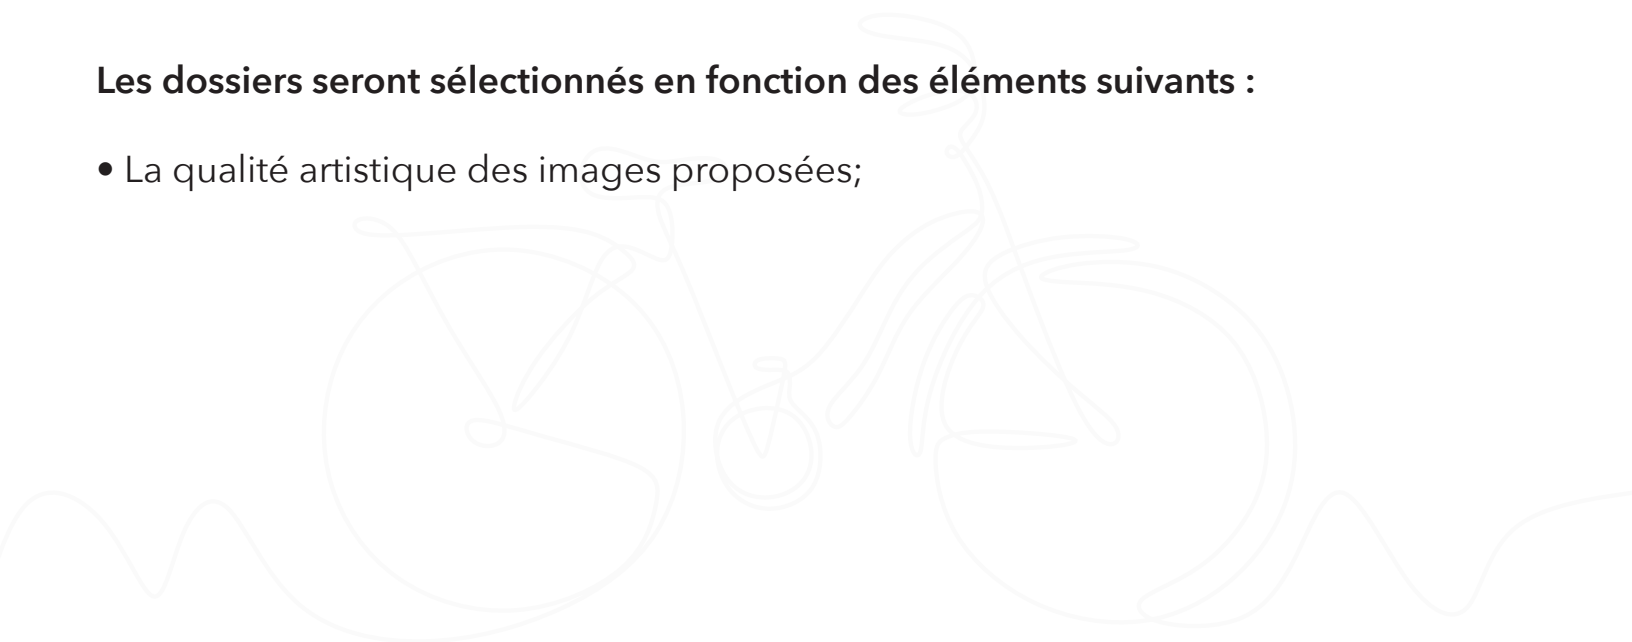 Les dossiers seront sélectionnés en fonction des éléments suivants :
• La qualité artistique des images proposées;